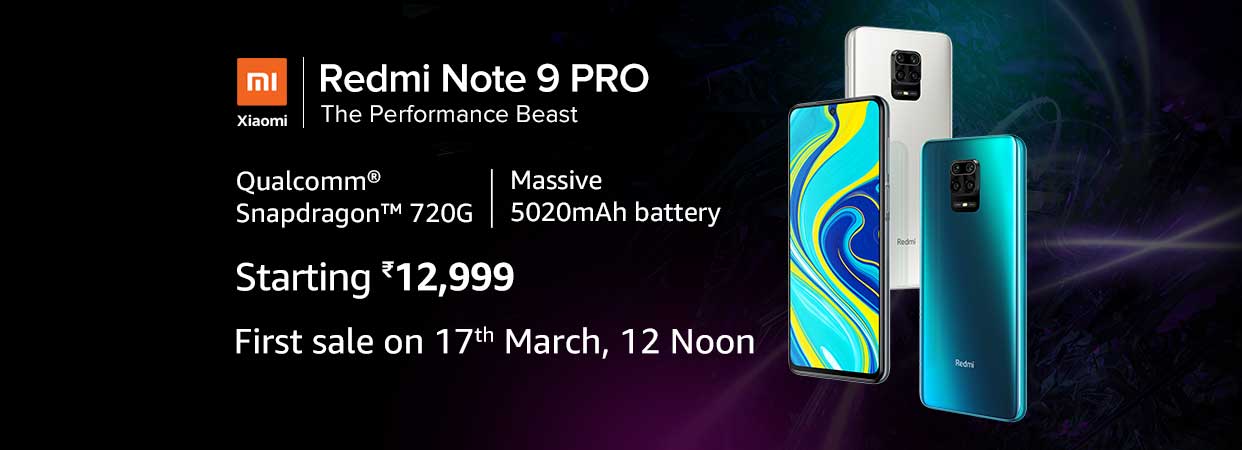 mi
Xiaomi
Redmi Note 9 PRO
The Performance Beast
Qualcomm®
Snapdragon™ 720G
Massive
5020mAh battery
Starting ₹12,999
First sale on 17th March, 12 Noon
Redmi
Redmi